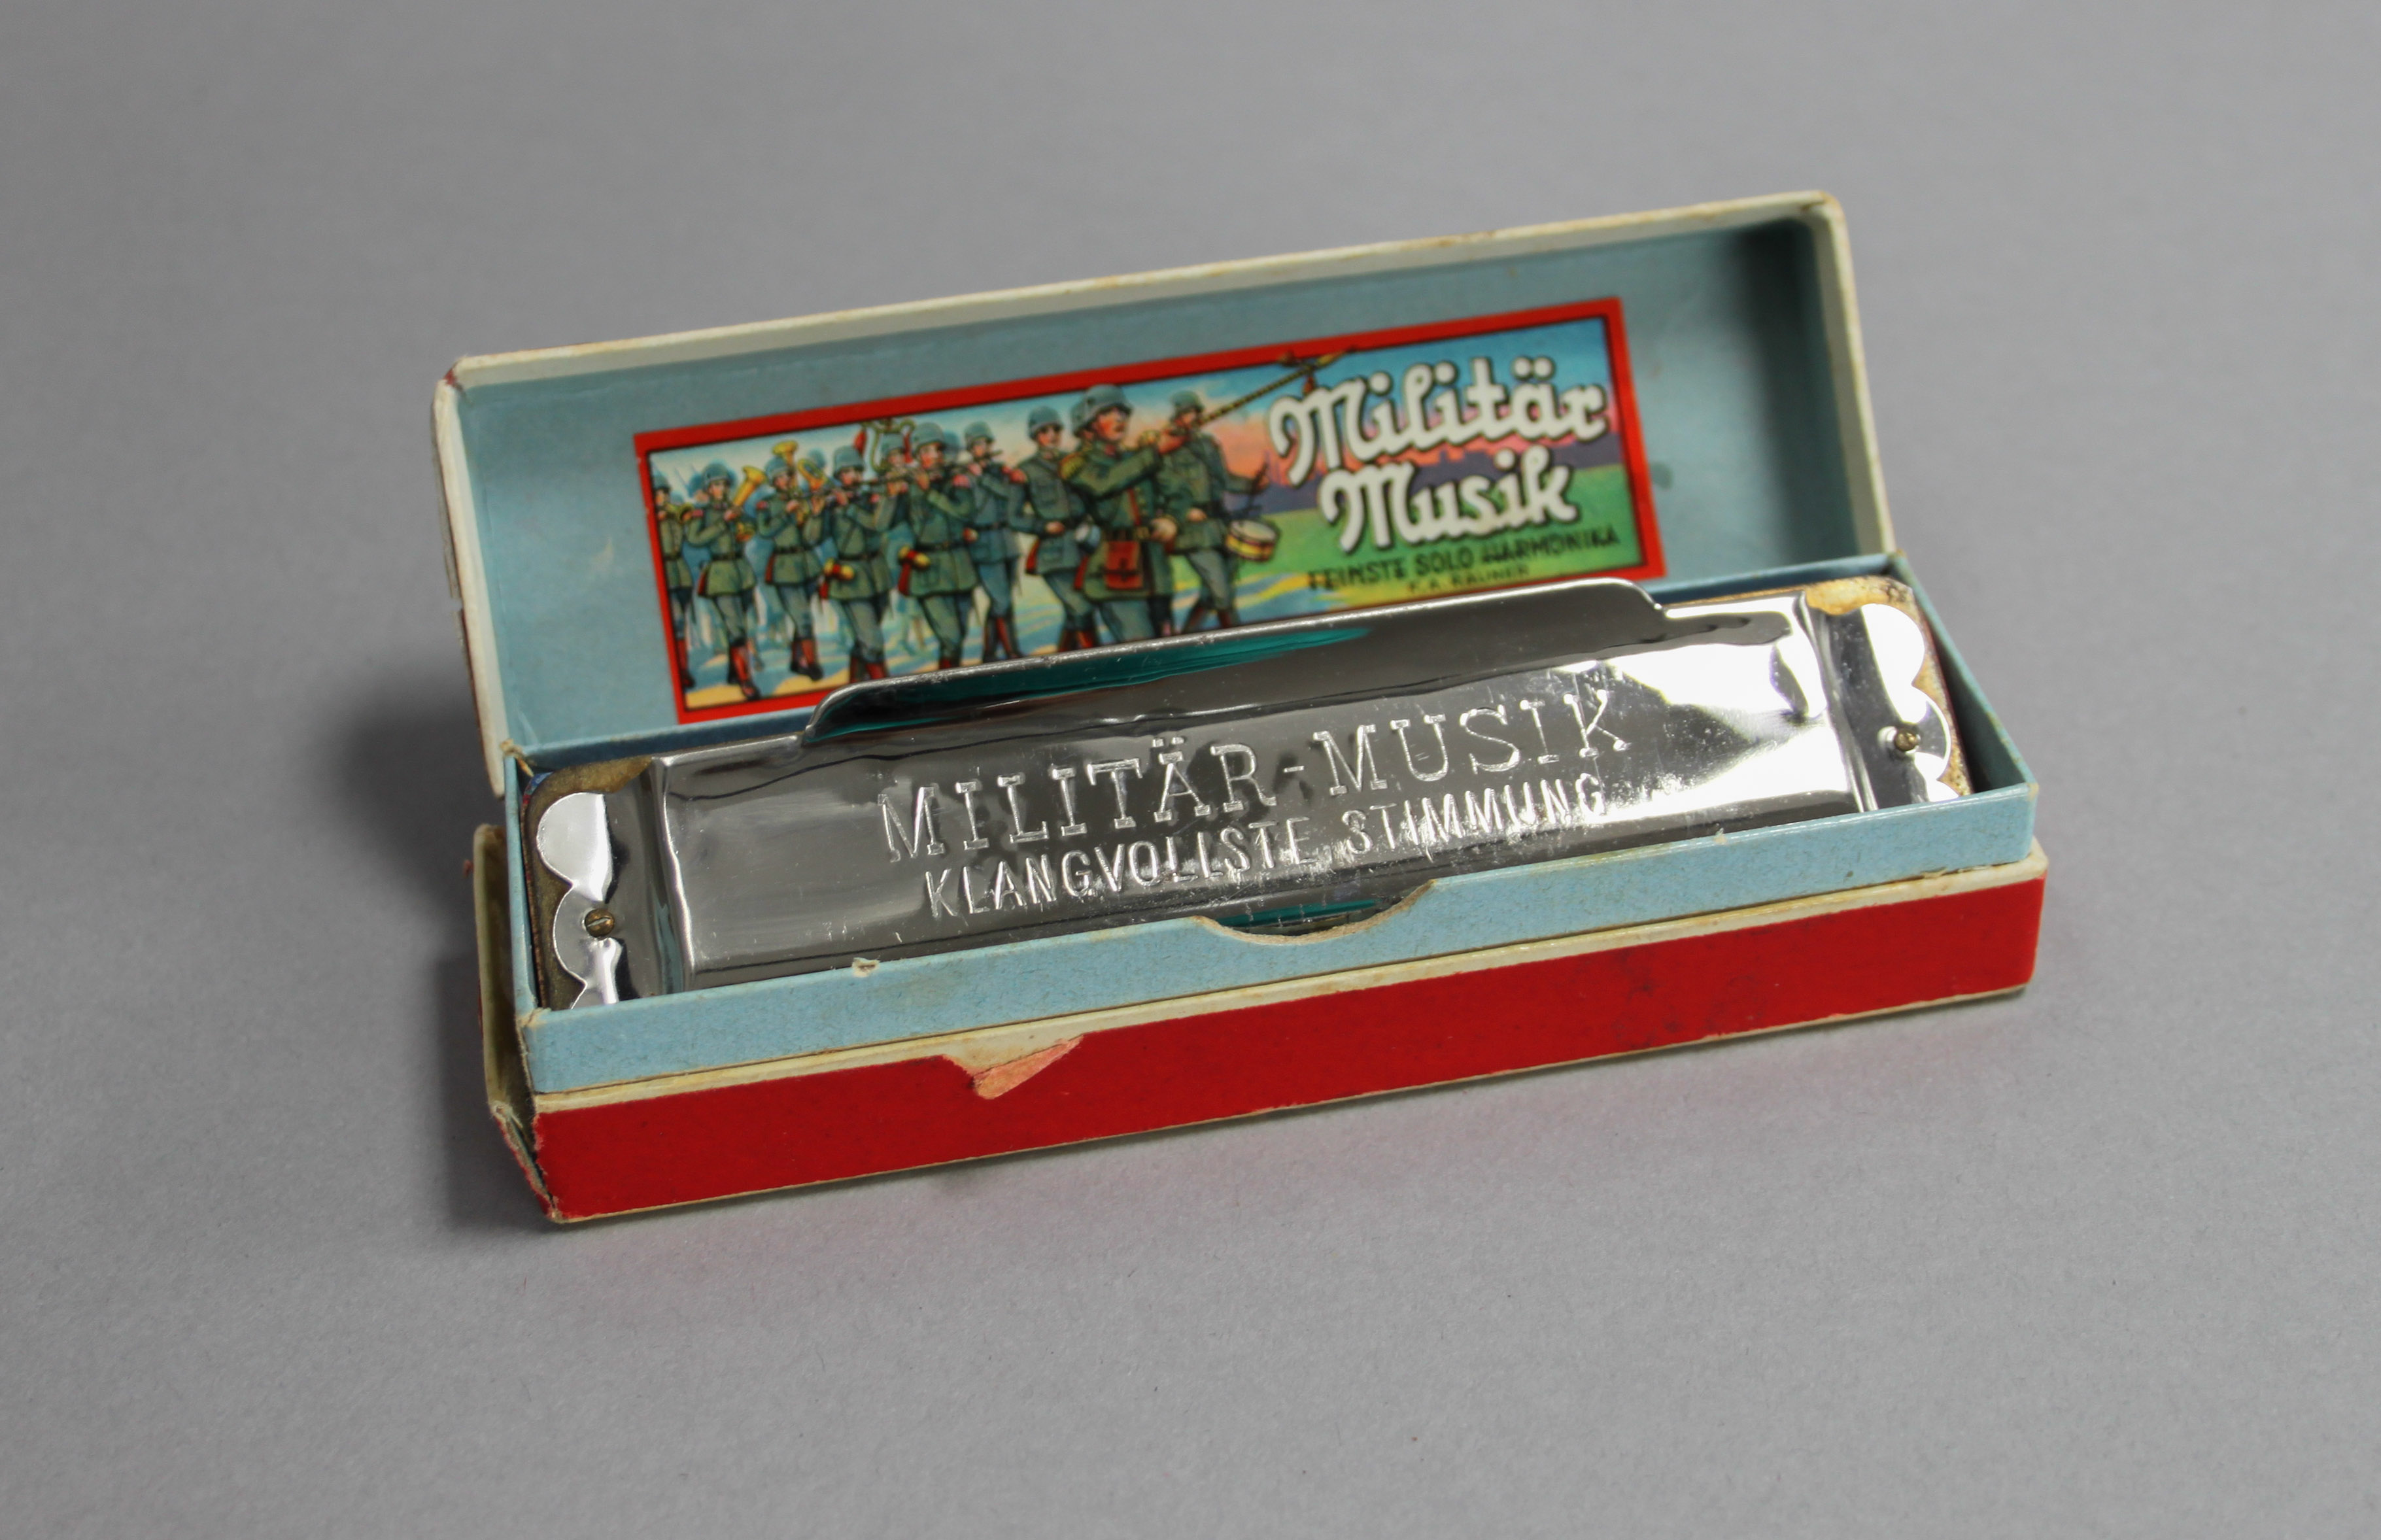 Militär
Musik
FEINSTE SOLO HARMONIKA
F. A. RAUNER
MILITÄR-MUSIK
KLANGVOLLSTE STIMMUNG